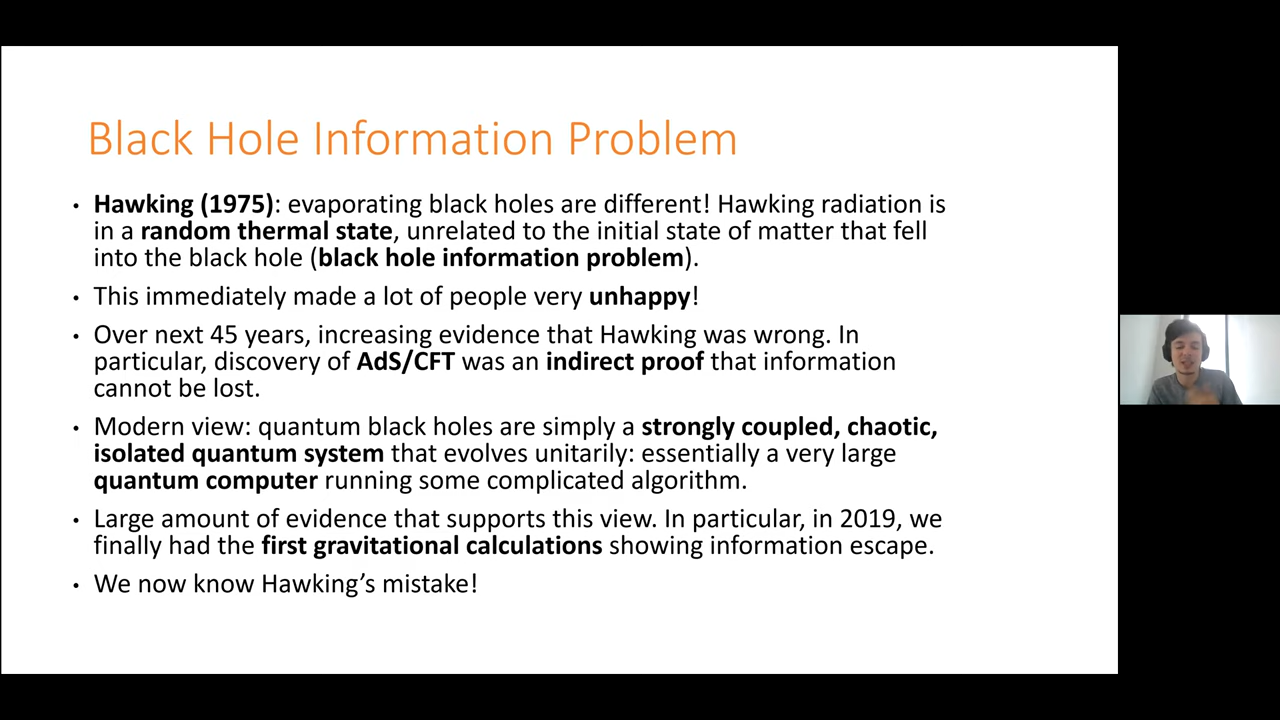 Black Hole Information Problem
• Hawking (1975): evaporating black holes are different! Hawking radiation is
in a random thermal state, unrelated to the initial state of matter that fell
into the black hole (black hole information problem).
• This immediately made a lot of people very unhappy!
• Over next 45 years, increasing evidence that Hawking was wrong. In
particular, discovery of AdS/CFT was an indirect proof that information
cannot be lost.
• Modern view: quantum black holes are simply a strongly coupled, chaotic,
isolated quantum system that evolves unitarily: essentially a very large
quantum computer running some complicated algorithm.
• Large amount of evidence that supports this view. In particular, in 2019, we
finally had the first gravitational calculations showing information escape.
• We now know Hawking’s mistake!